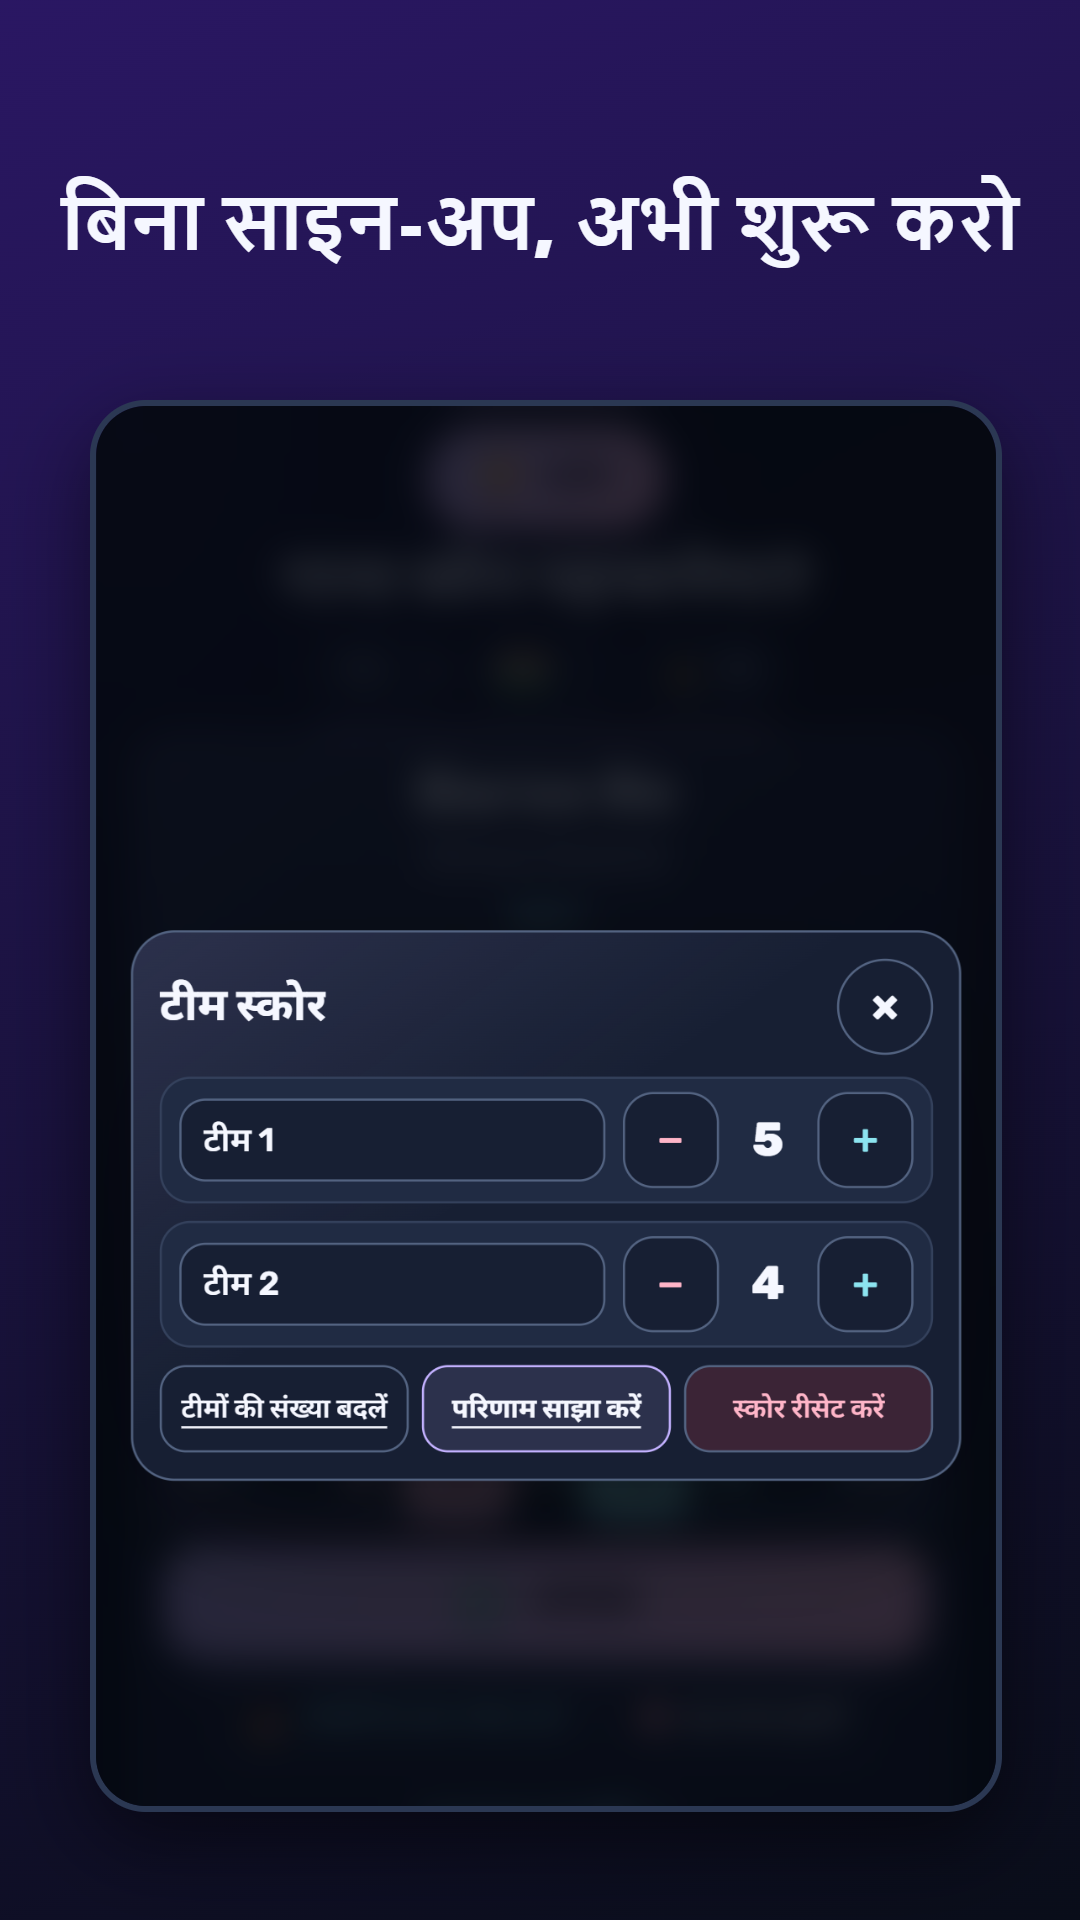 बिना साइन-अप, अभी शुरू करो
टीम स्कोर
×
टीम 1 − 5 +
टीम 2 − 4 +
टीमों की संख्या बदलें परिणाम साझा करें स्कोर रीसेट करें